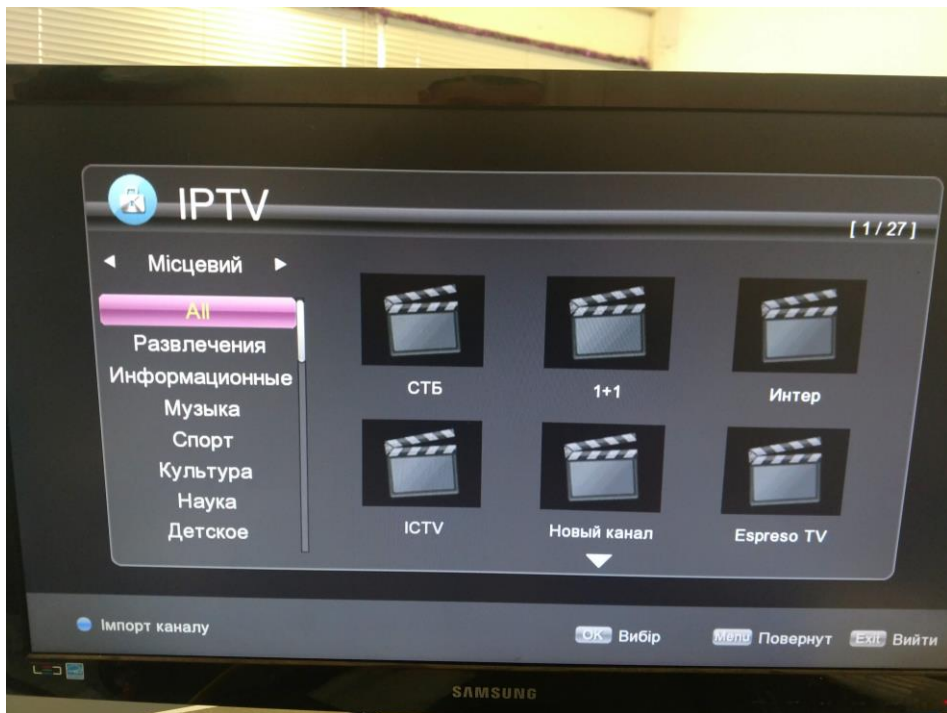 IPTV
[ 1 / 27 ]
Місцевий
All
Развлечения
Информационные
Музыка
Спорт
Культура
Наука
Детское
СТБ
1+1
Интер
ICTV
Новый канал
Espreso TV
Імпорт каналу
OK Вибір
Menu Повернут
Exit Вийти
SAMSUNG